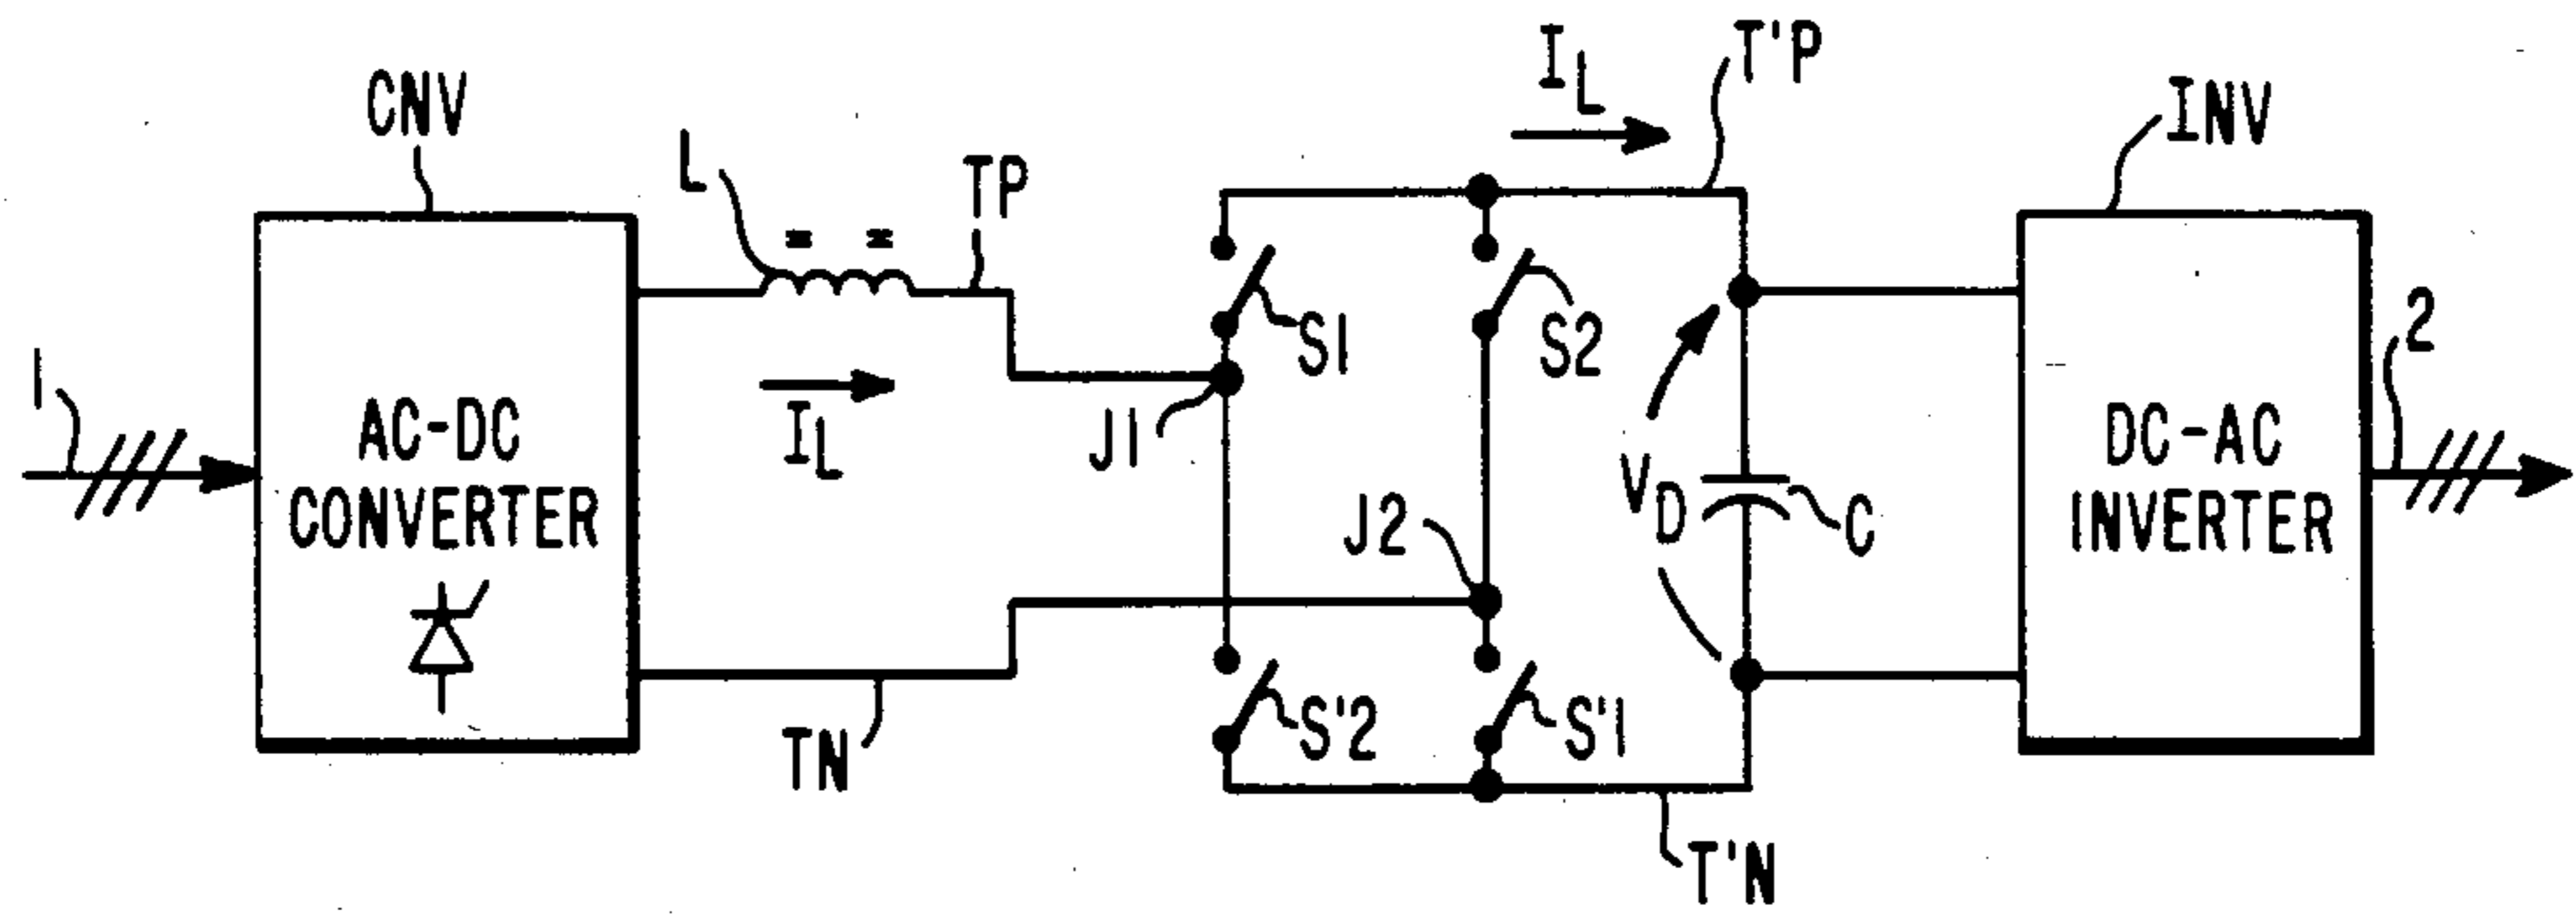 CNV
L
TP
I_L
T'P
INV
1
AC-DC
CONVERTER
I_L
J1
S1
S2
J2
V_D
C
DC-AC
INVERTER
2
TN
S'2
S'1
T'N